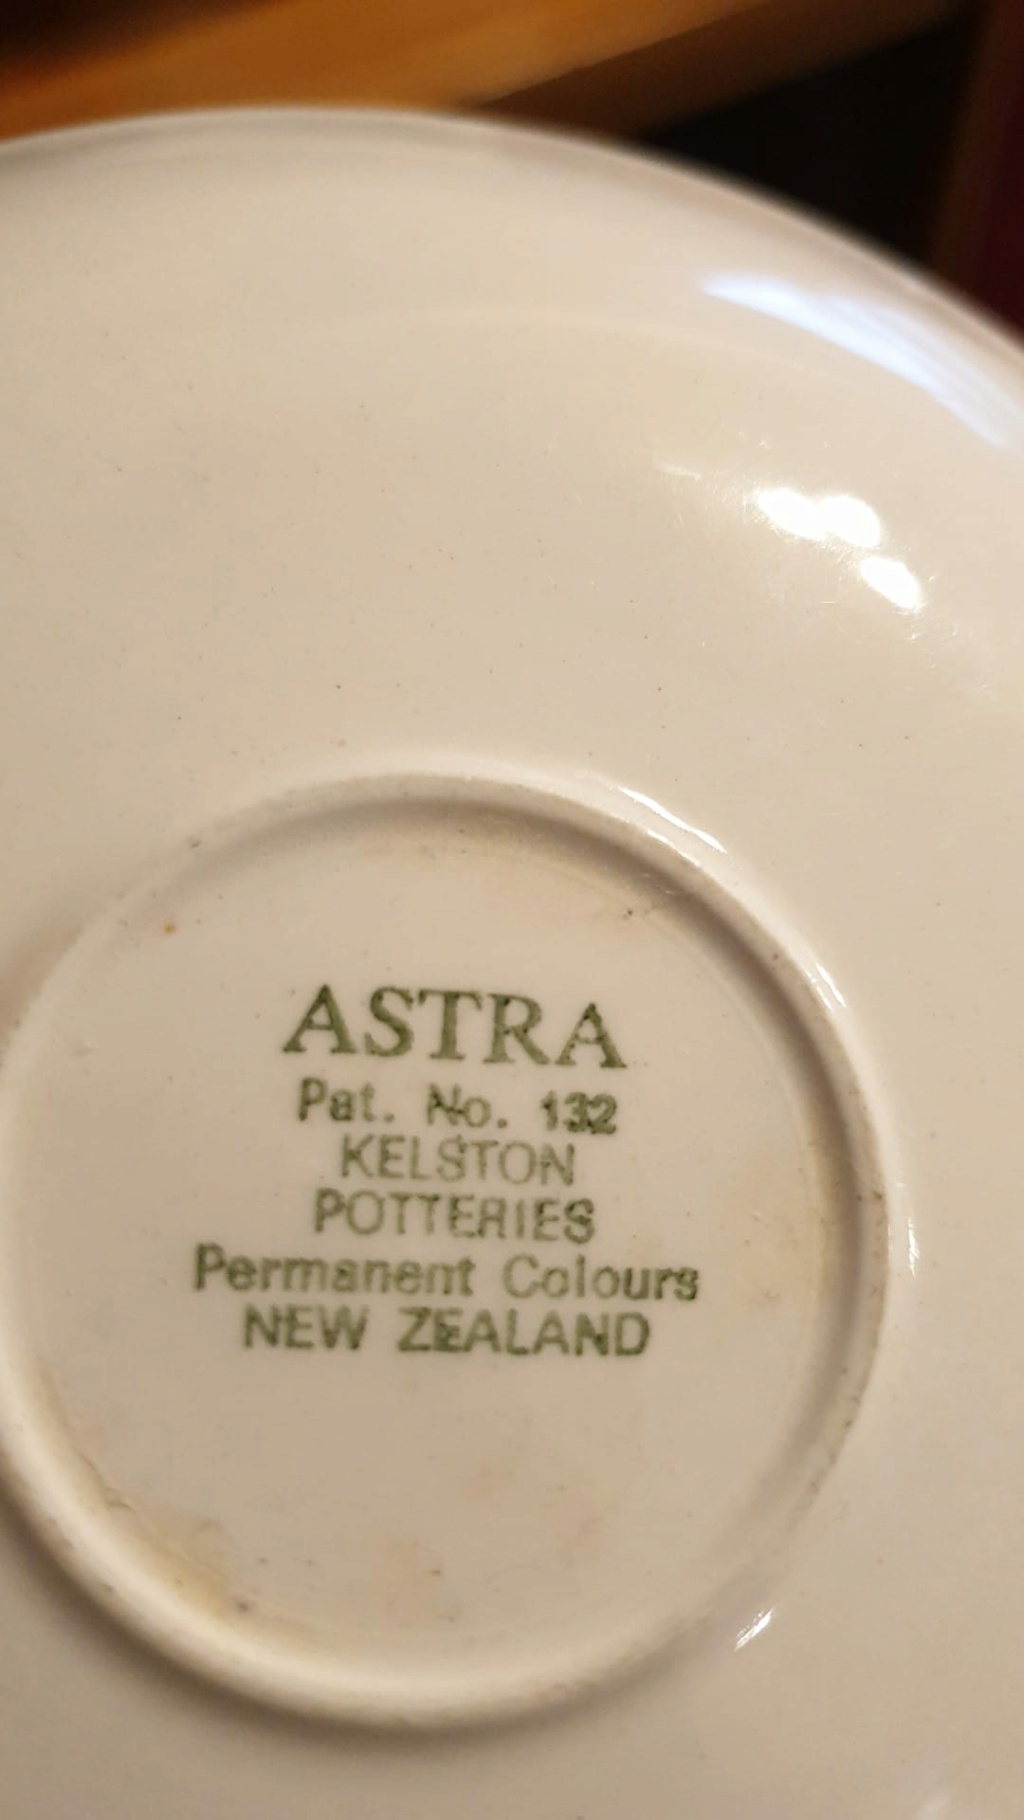 ASTRA
Pat. No. 132
KELSTON
POTTERIES
Permanent Colours
NEW ZEALAND